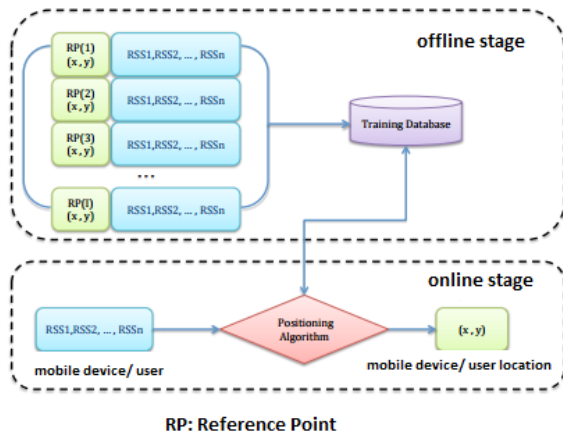 offline stage
RP(1)
(x , y)
RSS1,RSS2, ... , RSSn
RP(2)
(x , y)
RSS1,RSS2, ... , RSSn
RP(3)
(x , y)
RSS1,RSS2, ... , RSSn
...
RP(l)
(x , y)
RSS1,RSS2, ... , RSSn
Training Database
online stage
RSS1,RSS2, ... , RSSn
mobile device/ user
Positioning
Algorithm
(x , y)
mobile device/ user location
RP: Reference Point